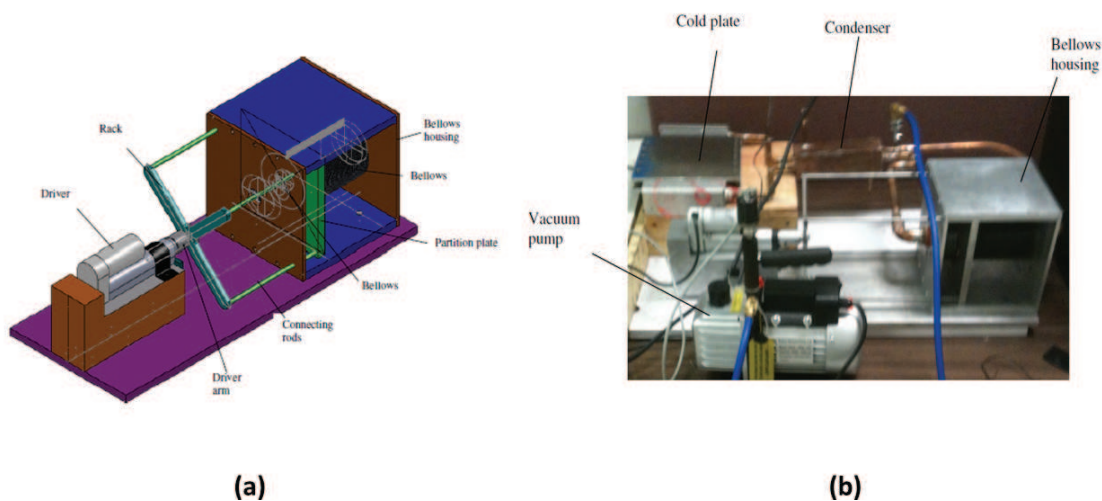 Rack
Driver
Bellows
housing
Bellows
Partition plate
Bellows
Connecting
rods
Driver
arm
(a)
Cold plate
Condenser
Bellows
housing
Vacuum
pump
(b)